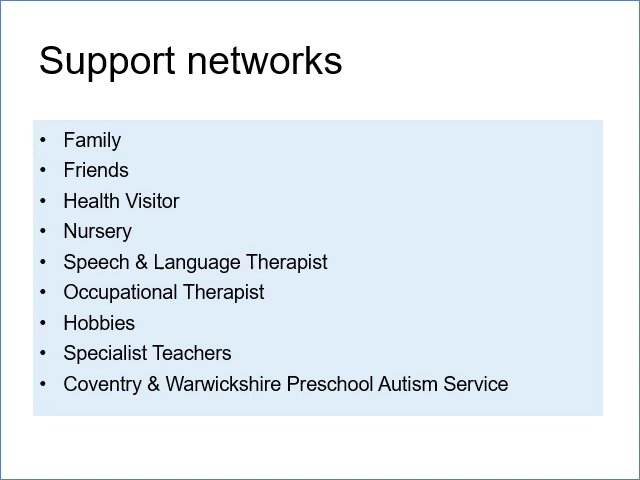 Support networks
• Family
• Friends
• Health Visitor
• Nursery
• Speech & Language Therapist
• Occupational Therapist
• Hobbies
• Specialist Teachers
• Coventry & Warwickshire Preschool Autism Service